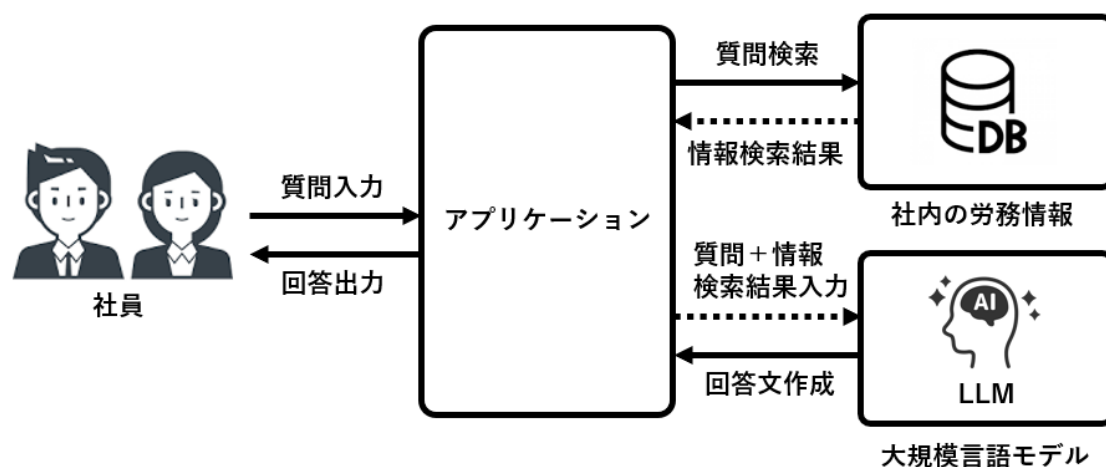 質問検索
DB
情報検索結果
社内の労務情報
質問入力
アプリケーション
回答出力
社員
質問＋情報
検索結果入力
AI
LLM
回答文作成
大規模言語モデル